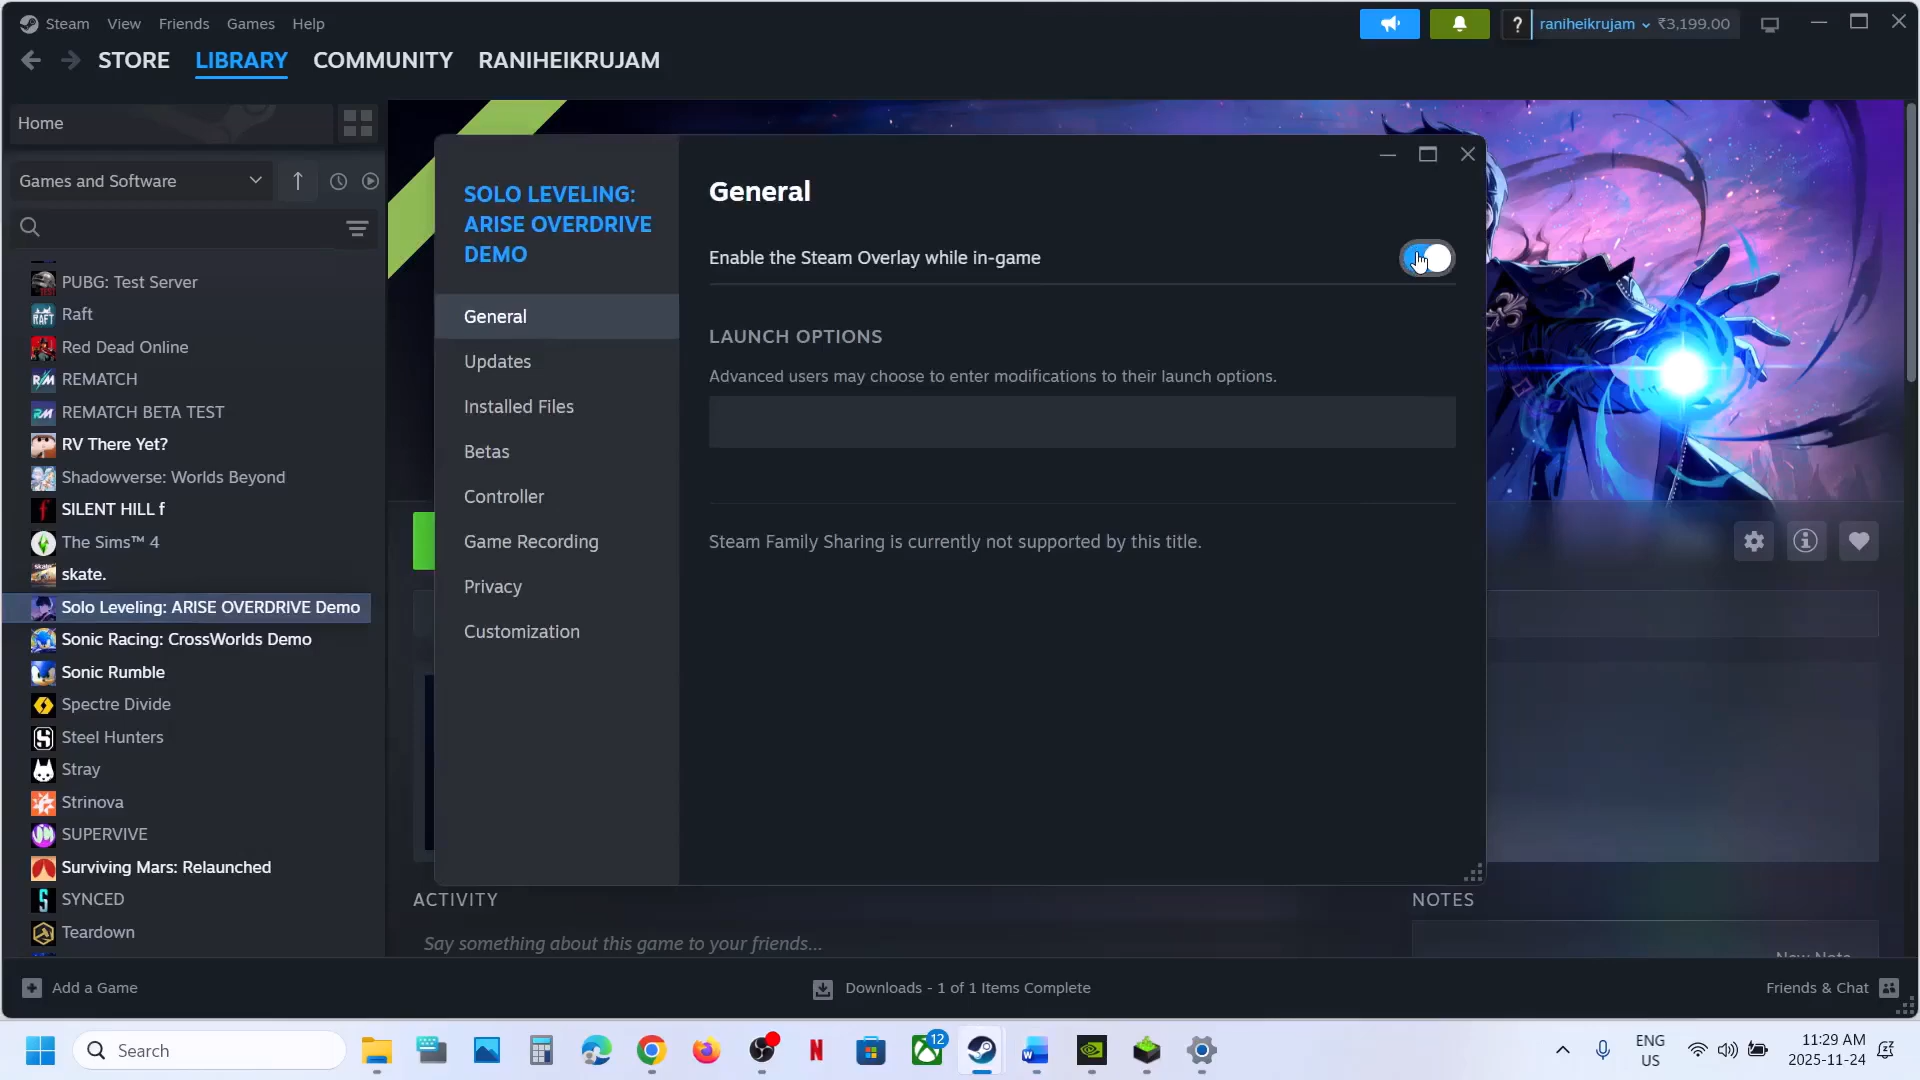 Steam View Friends Games Help
? raniheikrujam ₹3,199.00
STORE LIBRARY COMMUNITY RANIHEIKRUJAM
Home
Games and Software
PUBG: Test Server
Raft
Red Dead Online
REMATCH
REMATCH BETA TEST
RV There Yet?
Shadowverse: Worlds Beyond
SILENT HILL f
The Sims™ 4
skate.
Solo Leveling: ARISE OVERDRIVE Demo
Sonic Racing: CrossWorlds Demo
Sonic Rumble
Spectre Divide
Steel Hunters
Stray
Strinova
SUPERVIVE
Surviving Mars: Relaunched
SYNCED
Teardown
SOLO LEVELING:
ARISE OVERDRIVE
DEMO
General
Updates
Installed Files
Betas
Controller
Game Recording
Privacy
Customization
General
Enable the Steam Overlay while in-game
LAUNCH OPTIONS
Advanced users may choose to enter modifications to their launch options.
Steam Family Sharing is currently not supported by this title.
ACTIVITY
Say something about this game to your friends...
NOTES
New Note
Add a Game
Downloads - 1 of 1 Items Complete
Friends & Chat
Search
12
ENG
US
11:29 AM
2025-11-24